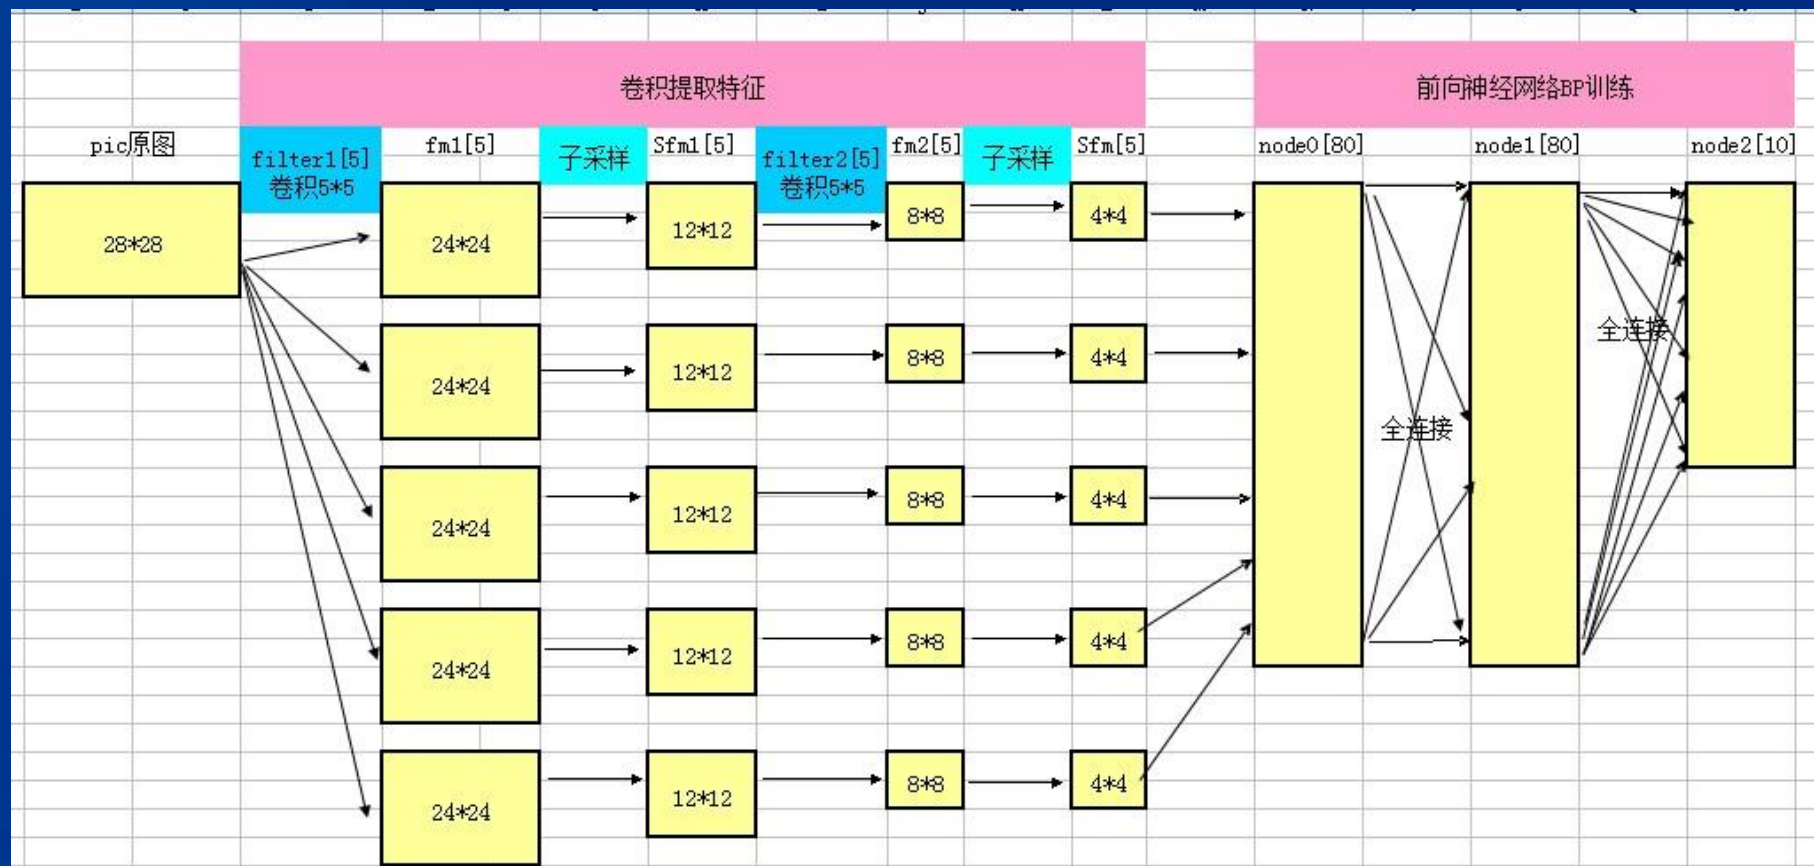 卷积提取特征
前向神经网络BP训练
pic原图
filter1[5]
卷积5*5
fm1[5]
子采样
Sfm1[5]
filter2[5]
卷积5*5
fm2[5]
子采样
Sfm[5]
node0[80]
node1[80]
node2[10]
28*28
24*24
12*12
8*8
4*4
24*24
12*12
8*8
4*4
全连接
全连接
24*24
12*12
8*8
4*4
24*24
12*12
8*8
4*4
24*24
12*12
8*8
4*4